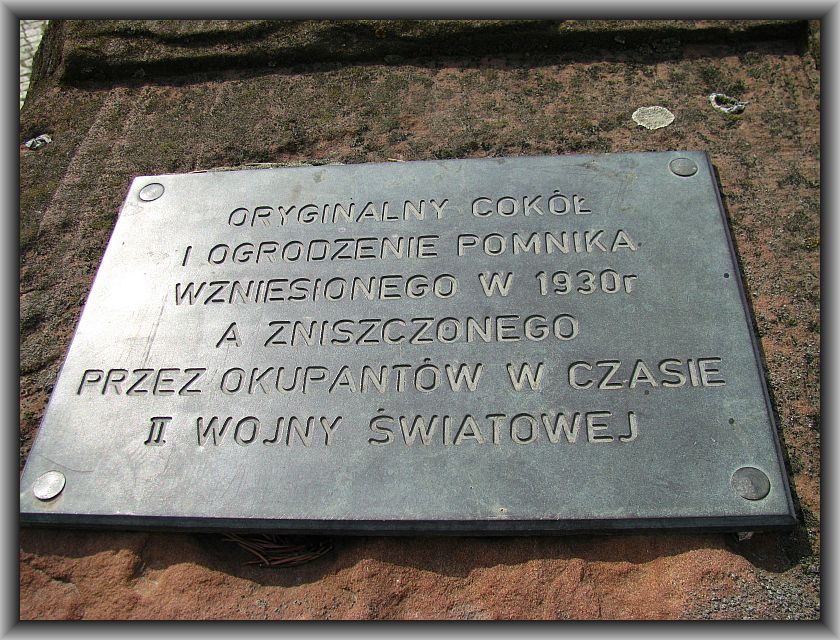 ORYGINALNY COKÓŁ
I OGRODZENIE POMNIKA
WZNIESIONEGO W 1930r
A ZNISZCZONEGO
PRZEZ OKUPANTÓW W CZASIE
II WOJNY ŚWIATOWEJ